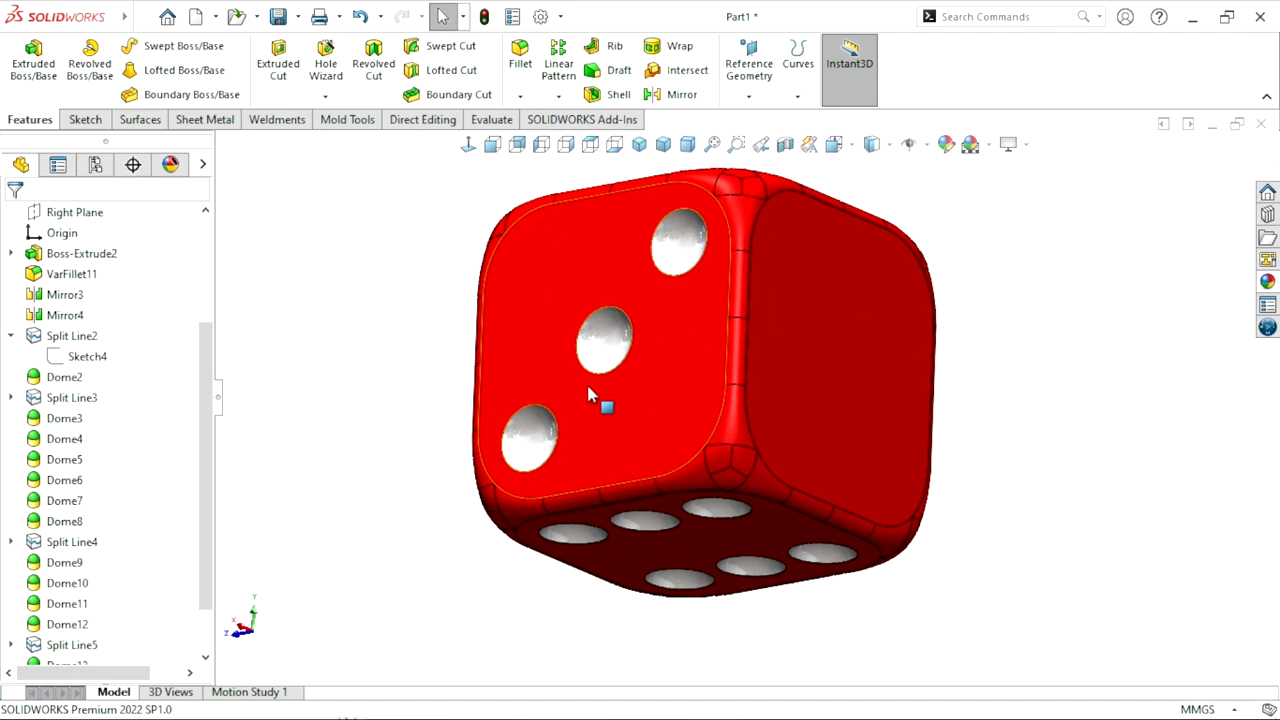 SOLIDWORKS
Part1 *
Search Commands
Extruded Boss/Base
Revolved Boss/Base
Swept Boss/Base
Lofted Boss/Base
Boundary Boss/Base
Extruded Cut
Hole Wizard
Revolved Cut
Swept Cut
Lofted Cut
Boundary Cut
Fillet
Linear Pattern
Rib
Draft
Shell
Wrap
Intersect
Mirror
Reference Geometry
Curves
Instant3D
Features
Sketch
Surfaces
Sheet Metal
Weldments
Mold Tools
Direct Editing
Evaluate
SOLIDWORKS Add-Ins
Right Plane
Origin
Boss-Extrude2
VarFillet11
Mirror3
Mirror4
Split Line2
Sketch4
Dome2
Split Line3
Dome3
Dome4
Dome5
Dome6
Dome7
Dome8
Split Line4
Dome9
Dome10
Dome11
Dome12
Split Line5
Y
X
Z
Model
3D Views
Motion Study 1
SOLIDWORKS Premium 2022 SP1.0
MMGS